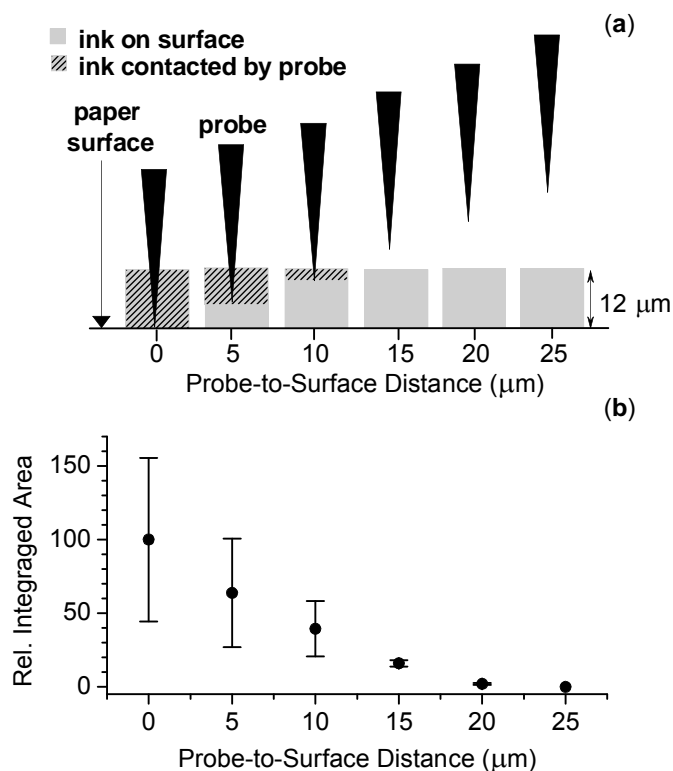 (a)
ink on surface
ink contacted by probe
paper
surface
probe
12 μm
0 5 10 15 20 25
Probe-to-Surface Distance (μm)
(b)
Rel. Integraged Area
150
100
50
0
0 5 10 15 20 25
Probe-to-Surface Distance (μm)